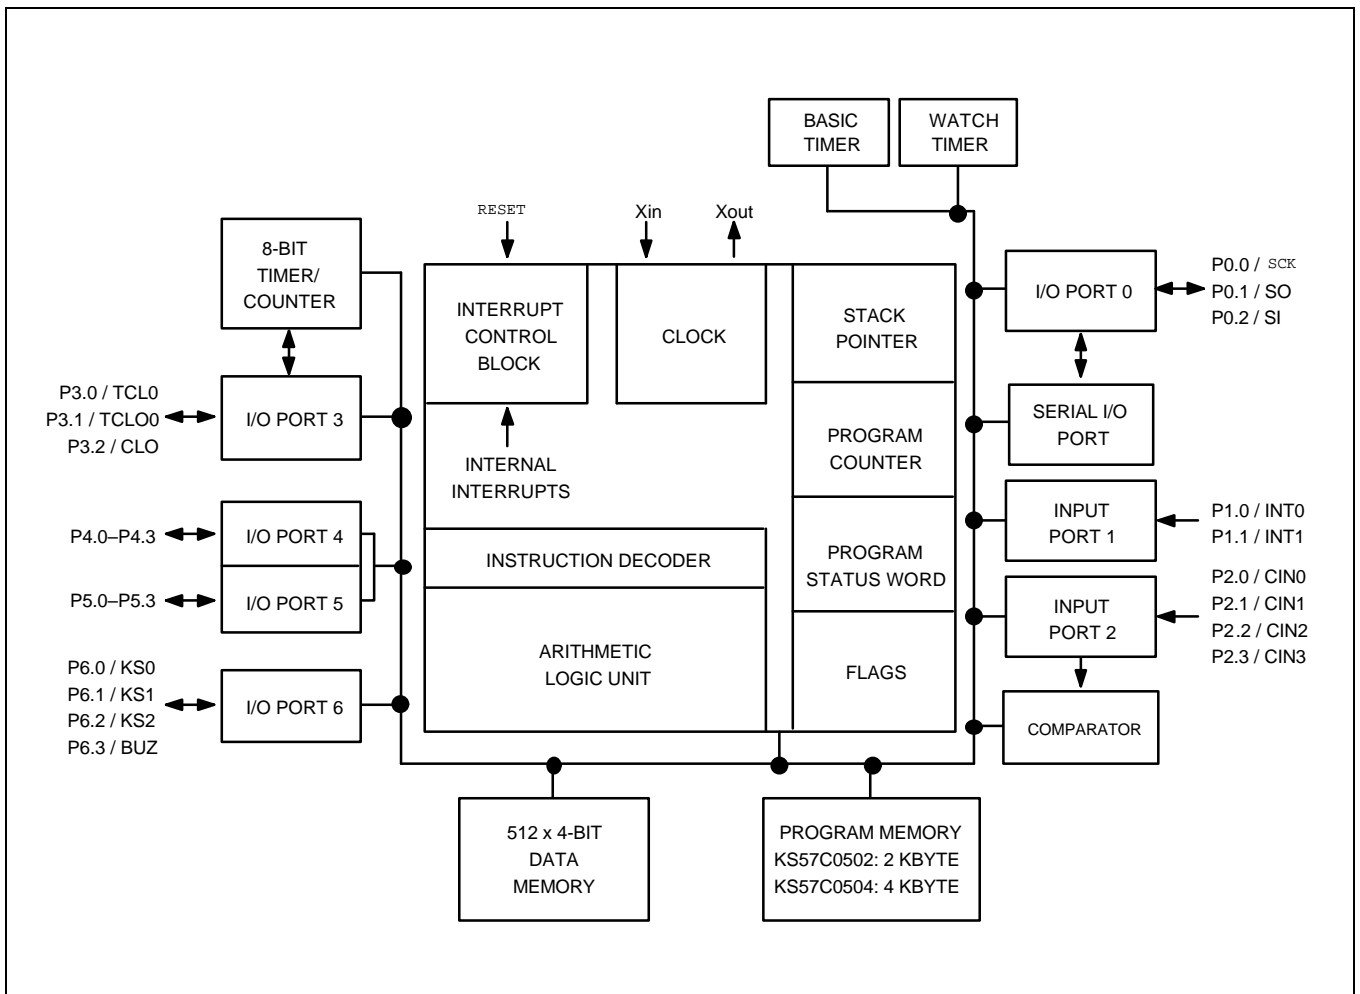 BASIC
TIMER
WATCH
TIMER
RESET
Xin
Xout
8-BIT
TIMER/
COUNTER
INTERRUPT
CONTROL
BLOCK
CLOCK
STACK
POINTER
I/O PORT 0
P0.0 / SCK
P0.1 / SO
P0.2 / SI
P3.0 / TCL0
P3.1 / TCLO0
P3.2 / CLO
I/O PORT 3
INTERNAL
INTERRUPTS
PROGRAM
COUNTER
SERIAL I/O
PORT
P4.0–P4.3
I/O PORT 4
P5.0–P5.3
I/O PORT 5
INSTRUCTION DECODER
PROGRAM
STATUS WORD
INPUT
PORT 1
P1.0 / INT0
P1.1 / INT1
INPUT
PORT 2
P2.0 / CIN0
P2.1 / CIN1
P2.2 / CIN2
P2.3 / CIN3
P6.0 / KS0
P6.1 / KS1
P6.2 / KS2
P6.3 / BUZ
I/O PORT 6
ARITHMETIC
LOGIC UNIT
FLAGS
COMPARATOR
512 x 4-BIT
DATA
MEMORY
PROGRAM MEMORY
KS57C0502: 2 KBYTE
KS57C0504: 4 KBYTE